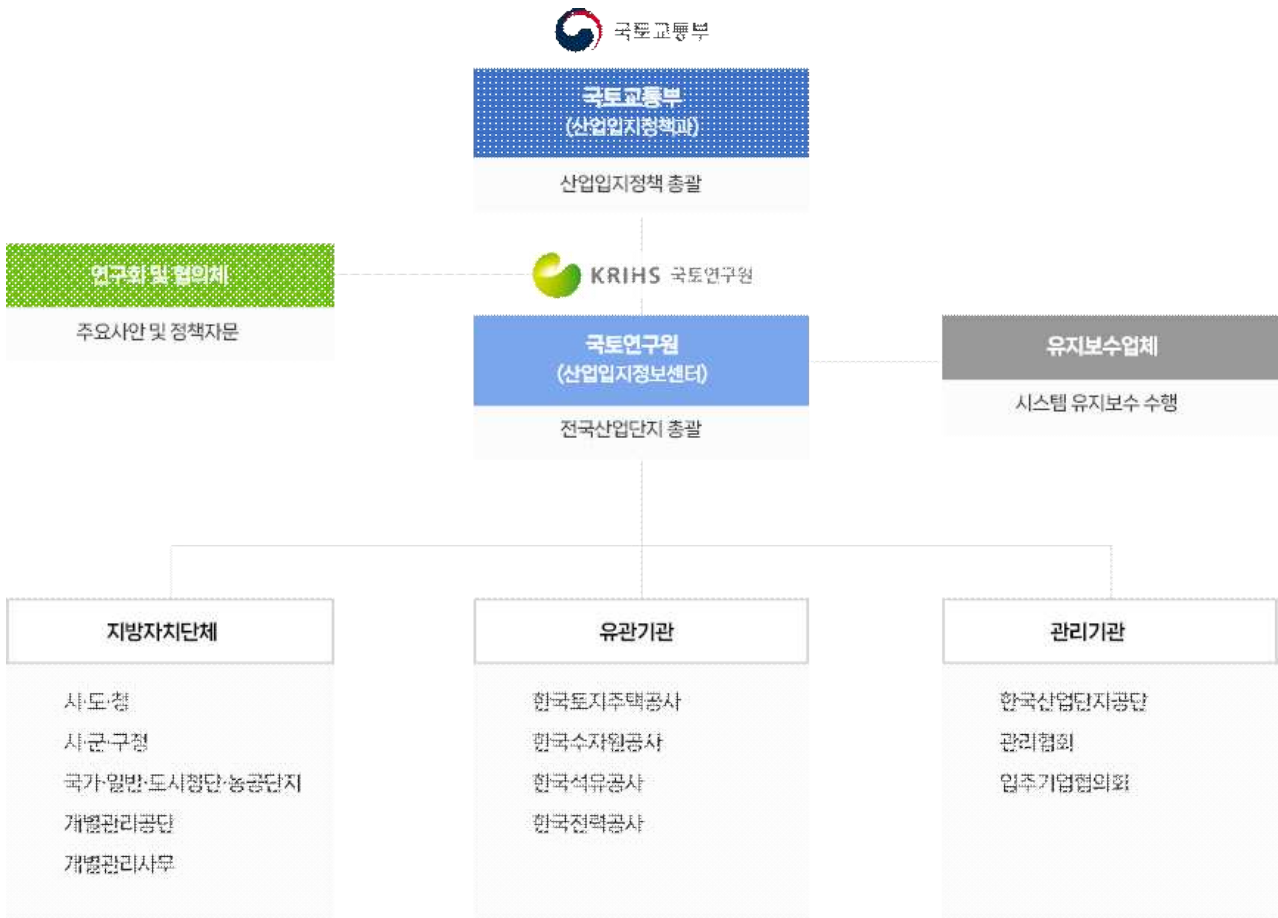 국토교통부
국토교통부
(산업입지정책과)
산업입지정책 총괄
연구회 및 협의체
주요사안 및 정책자문
KRIHS 국토연구원
국토연구원
(산업입지정보센터)
전국산업단지 총괄
유지보수업체
시스템 유지보수 수행
지방자치단체
시·도·청
시·군·구청
국가·일반·도시첨단·농공단지
개별관리공단
개별관리사무
유관기관
한국토지주택공사
한국수자원공사
한국석유공사
한국전력공사
관리기관
한국산업단지공단
관리협회
입주기업협의회